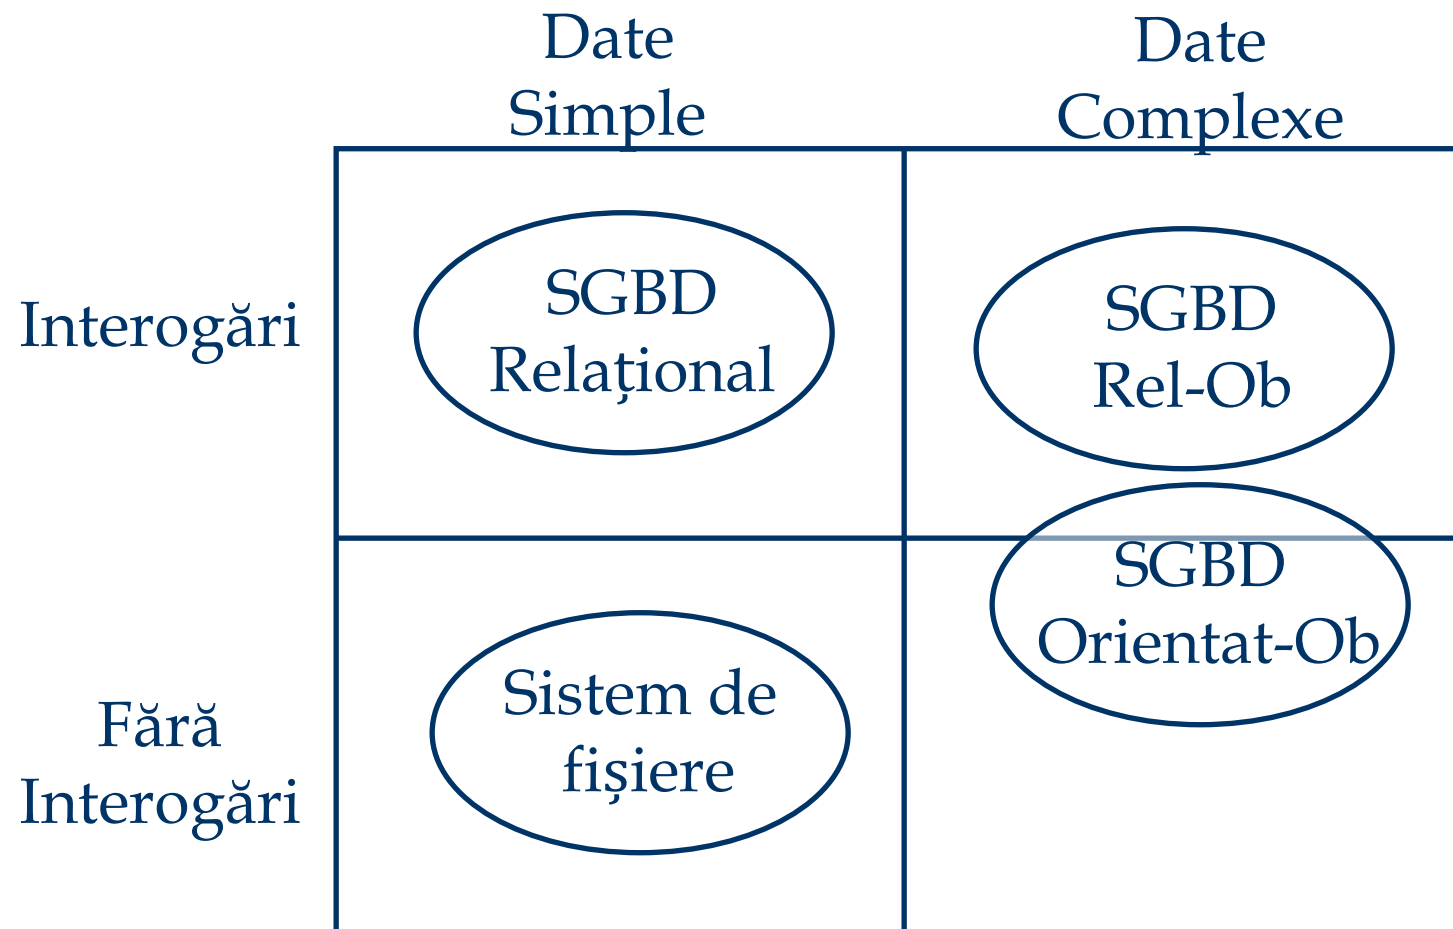 Date
Simple
Date
Complexe
Interogări
SGBD
Relațional
SGBD
Rel-Ob
SGBD
Orientat-Ob
Fără
Interogări
Sistem de
fișiere